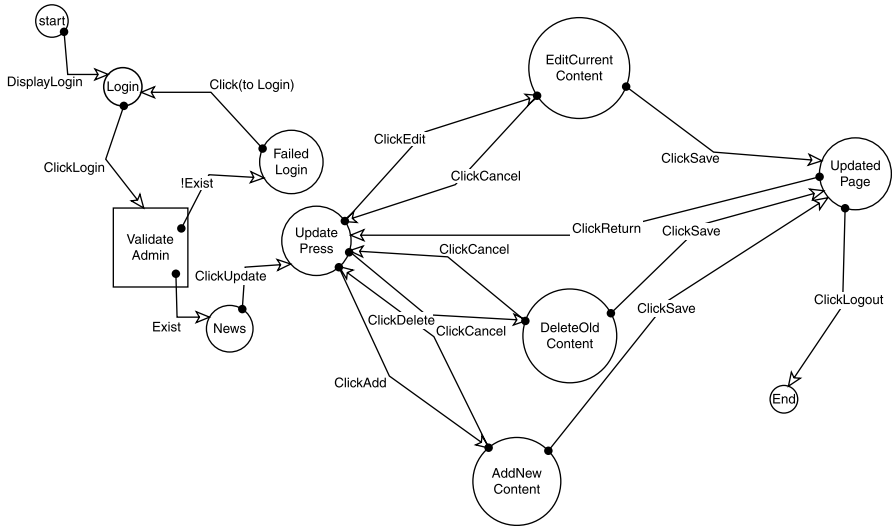 start
DisplayLogin
Login
Click(to Login)
ClickLogin
Failed
Login
!Exist
Validate
Admin
Exist
News
ClickUpdate
Update
Press
ClickEdit
ClickCancel
EditCurrent
Content
ClickSave
Updated
Page
ClickReturn
ClickSave
ClickCancel
ClickDelete
ClickCancel
DeleteOld
Content
ClickSave
ClickLogout
ClickAdd
End
AddNew
Content